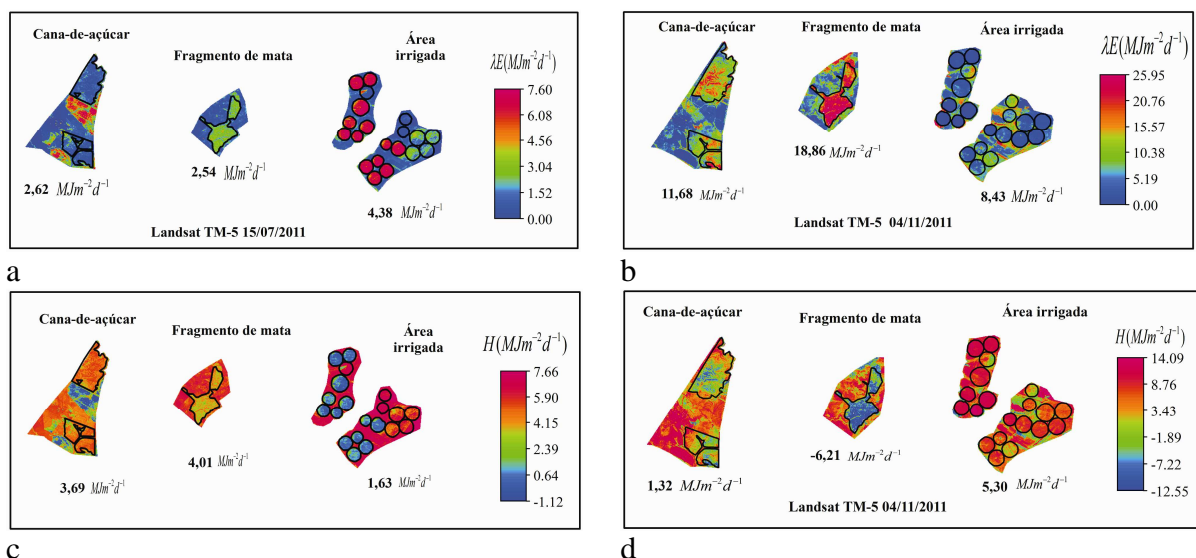 Cana-de-açúcar
Fragmento de mata
Área
irrigada
λE(MJm⁻²d⁻¹)
7.60
6.08
4.56
3.04
1.52
0.00
2,62 MJm⁻²d⁻¹
2,54 MJm⁻²d⁻¹
4,38 MJm⁻²d⁻¹
Landsat TM-5 15/07/2011
a
Cana-de-açúcar
Fragmento de mata
Área irrigada
λE(MJm⁻²d⁻¹)
25.95
20.76
15.57
10.38
5.19
0.00
11,68 MJm⁻²d⁻¹
18,86 MJm⁻²d⁻¹
8,43 MJm⁻²d⁻¹
Landsat TM-5 04/11/2011
b
Cana-de-açúcar
Fragmento de mata
Área
irrigada
H(MJm⁻²d⁻¹)
7.66
5.90
4.15
2.39
0.64
-1.12
3,69 MJm⁻²d⁻¹
4,01 MJm⁻²d⁻¹
1,63 MJm⁻²d⁻¹
c
Cana-de-açúcar
Fragmento de mata
Área irrigada
H(MJm⁻²d⁻¹)
14.09
8.76
3.43
-1.89
-7.22
-12.55
1,32 MJm⁻²d⁻¹
-6,21 MJm⁻²d⁻¹
5,30 MJm⁻²d⁻¹
Landsat TM-5 04/11/2011
d